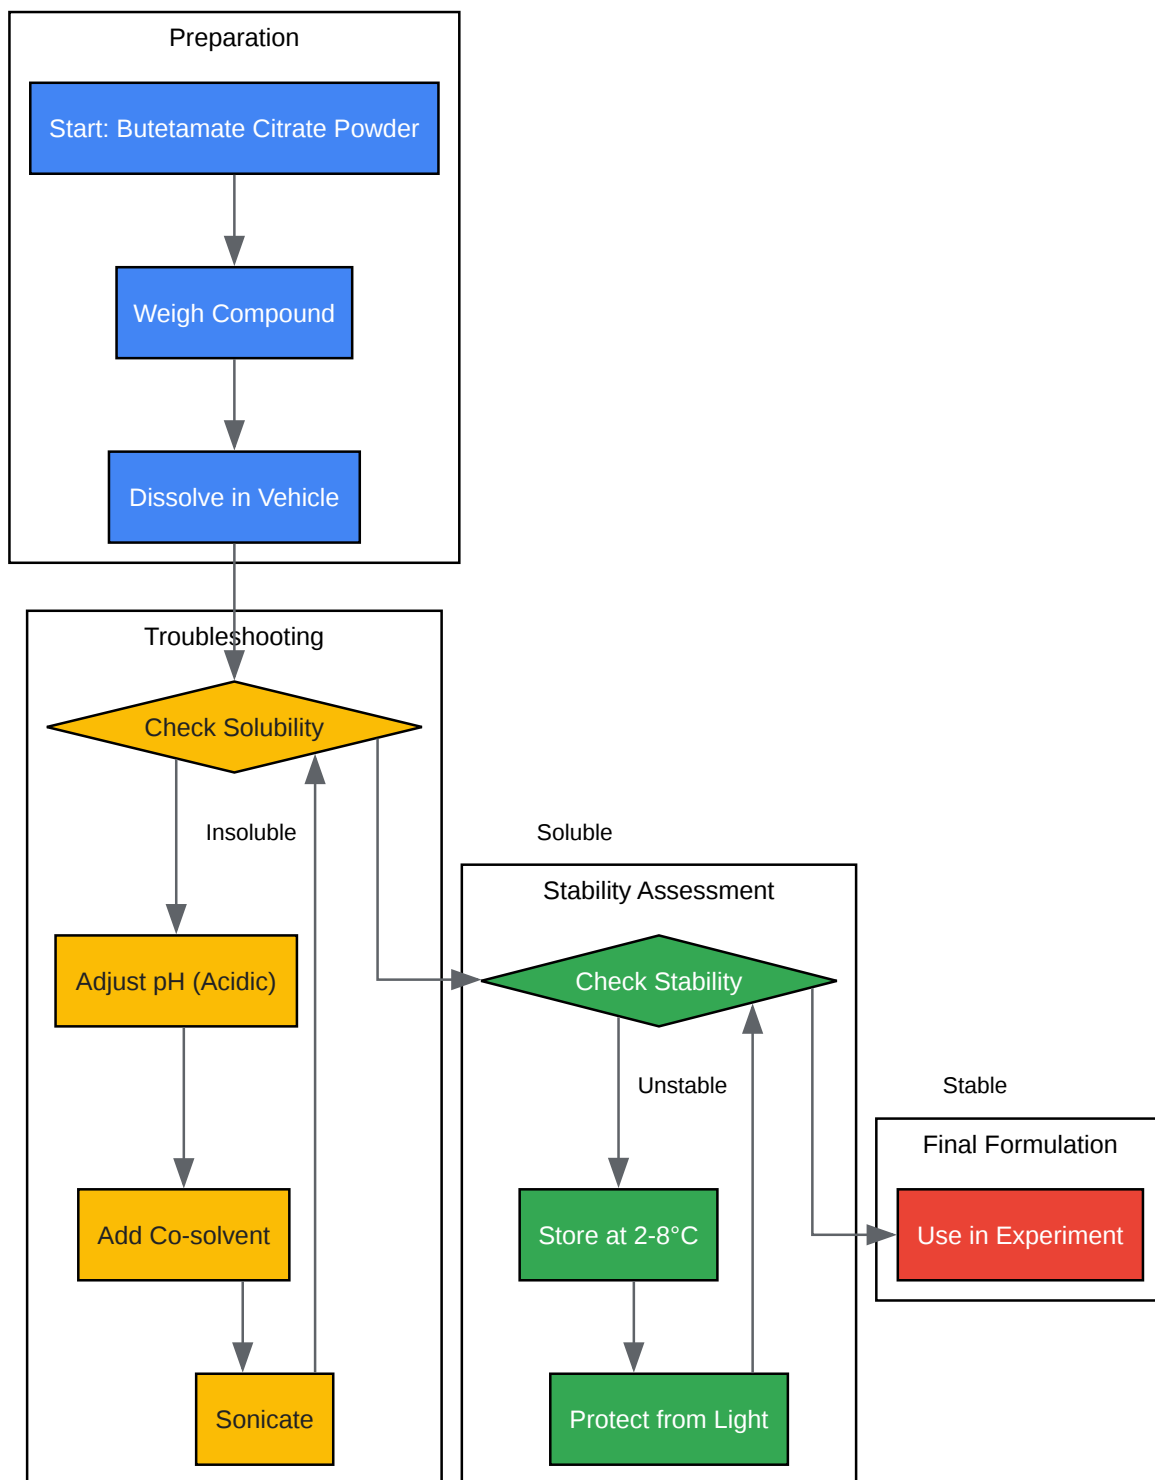 Preparation
Start: Butetamate Citrate Powder
Weigh Compound
Dissolve in Vehicle
Troubleshooting
Check Solubility
Insoluble
Soluble
Adjust pH (Acidic)
Add Co-solvent
Sonicate
Stability Assessment
Check Stability
Unstable
Stable
Store at 2-8°C
Protect from Light
Final Formulation
Use in Experiment